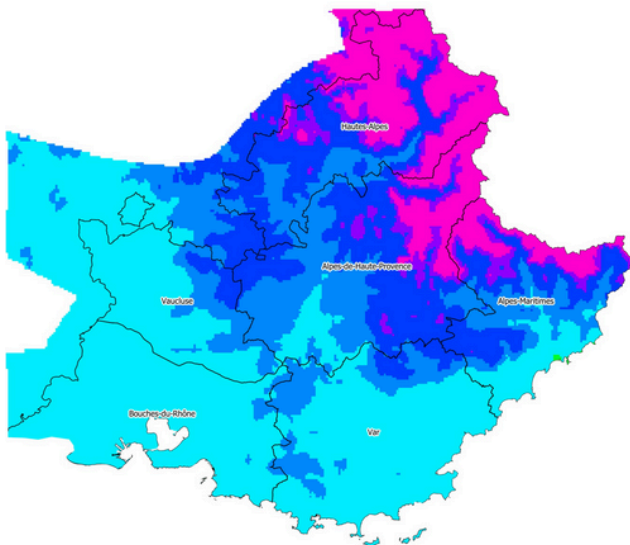 Hautes-Alpes
Alpes-de-Haute-Provence
Vaucluse
Alpes-Maritimes
Bouches-du-Rhône
Var